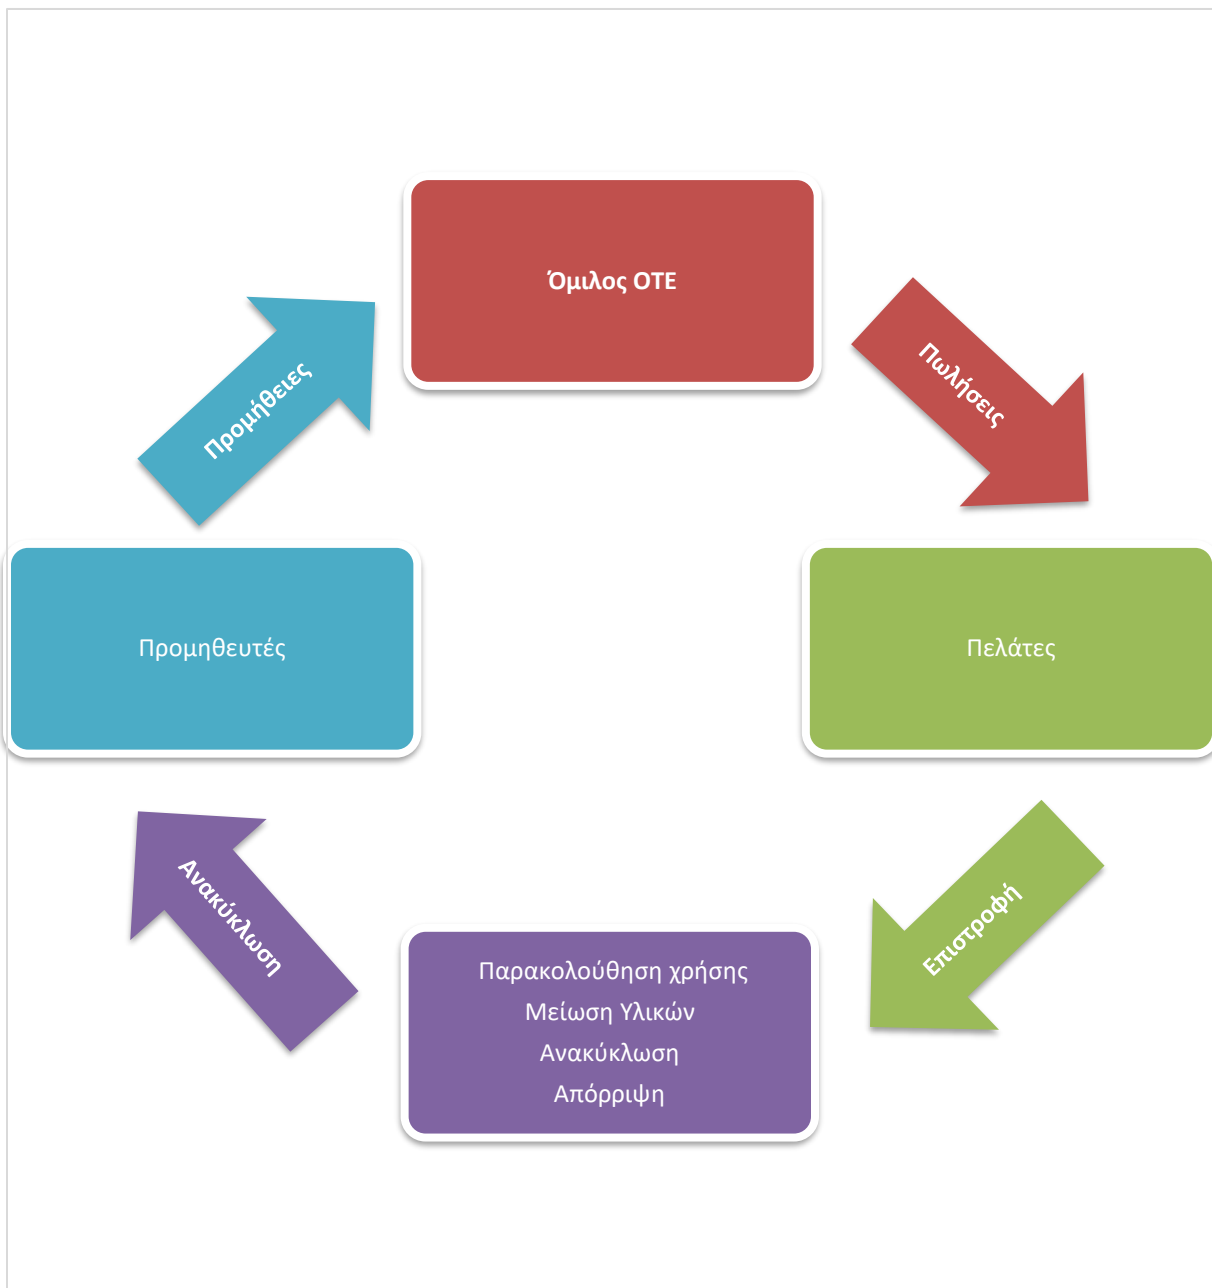 Όμιλος ΟΤΕ
Πωλήσεις
Προμήθειες
Προμηθευτές
Πελάτες
Επιστροφή
Ανακύκλωση
Παρακολούθηση χρήσης
Μείωση Υλικών
Ανακύκλωση
Απόρριψη